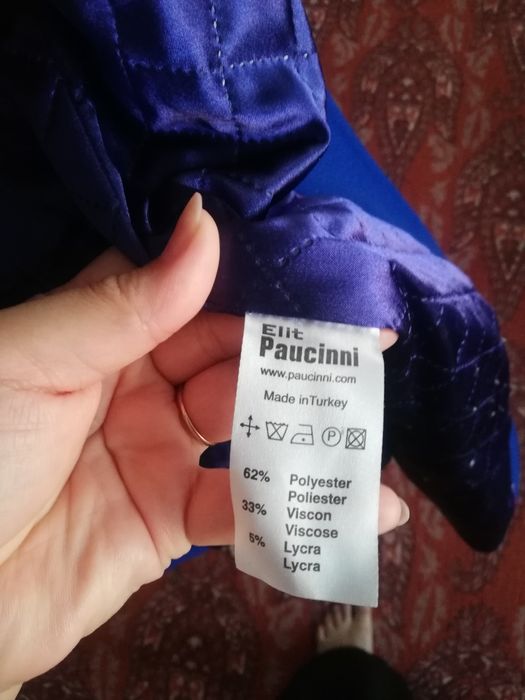 Elit
Paucinni
www.paucinni.com
Made inTurkey
P
62% Polyester
Poliester
33% Viscon
Viscose
5% Lycra
Lycra